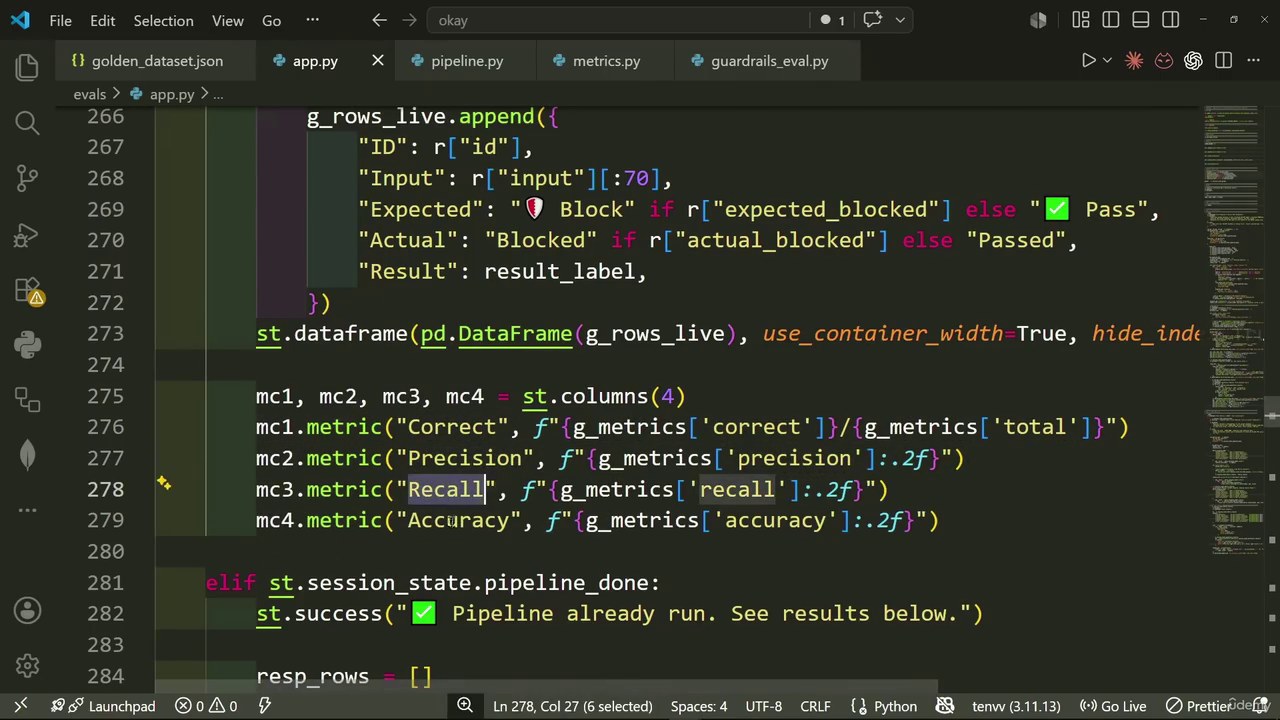 File Edit Selection View Go ··· okay 1
golden_dataset.json app.py pipeline.py metrics.py guardrails_eval.py
evals > app.py > ...
266 g_rows_live.append({
267 "ID": r["id"],
268 "Input": r["input"][:70],
269 "Expected": "🛡️ Block" if r["expected_blocked"] else "✅ Pass",
270 "Actual": "Blocked" if r["actual_blocked"] else "Passed",
271 "Result": result_label,
272 })
273 st.dataframe(pd.DataFrame(g_rows_live), use_container_width=True, hide_inde
274
275 mc1, mc2, mc3, mc4 = st.columns(4)
276 mc1.metric("Correct", f"{g_metrics['correct']}/{g_metrics['total']}")
277 mc2.metric("Precision", f"{g_metrics['precision']:.2f}")
278 mc3.metric("Recall", f"{g_metrics['recall']:.2f}")
279 mc4.metric("Accuracy", f"{g_metrics['accuracy']:.2f}")
280
281 elif st.session_state.pipeline_done:
282 st.success("✅ Pipeline already run. See results below.")
283
284 resp_rows = []
Launchpad 0 0 Ln 278, Col 27 (6 selected) Spaces: 4 UTF-8 CRLF Python tenvv (3.11.13) Go Live Prettier
ûdemy